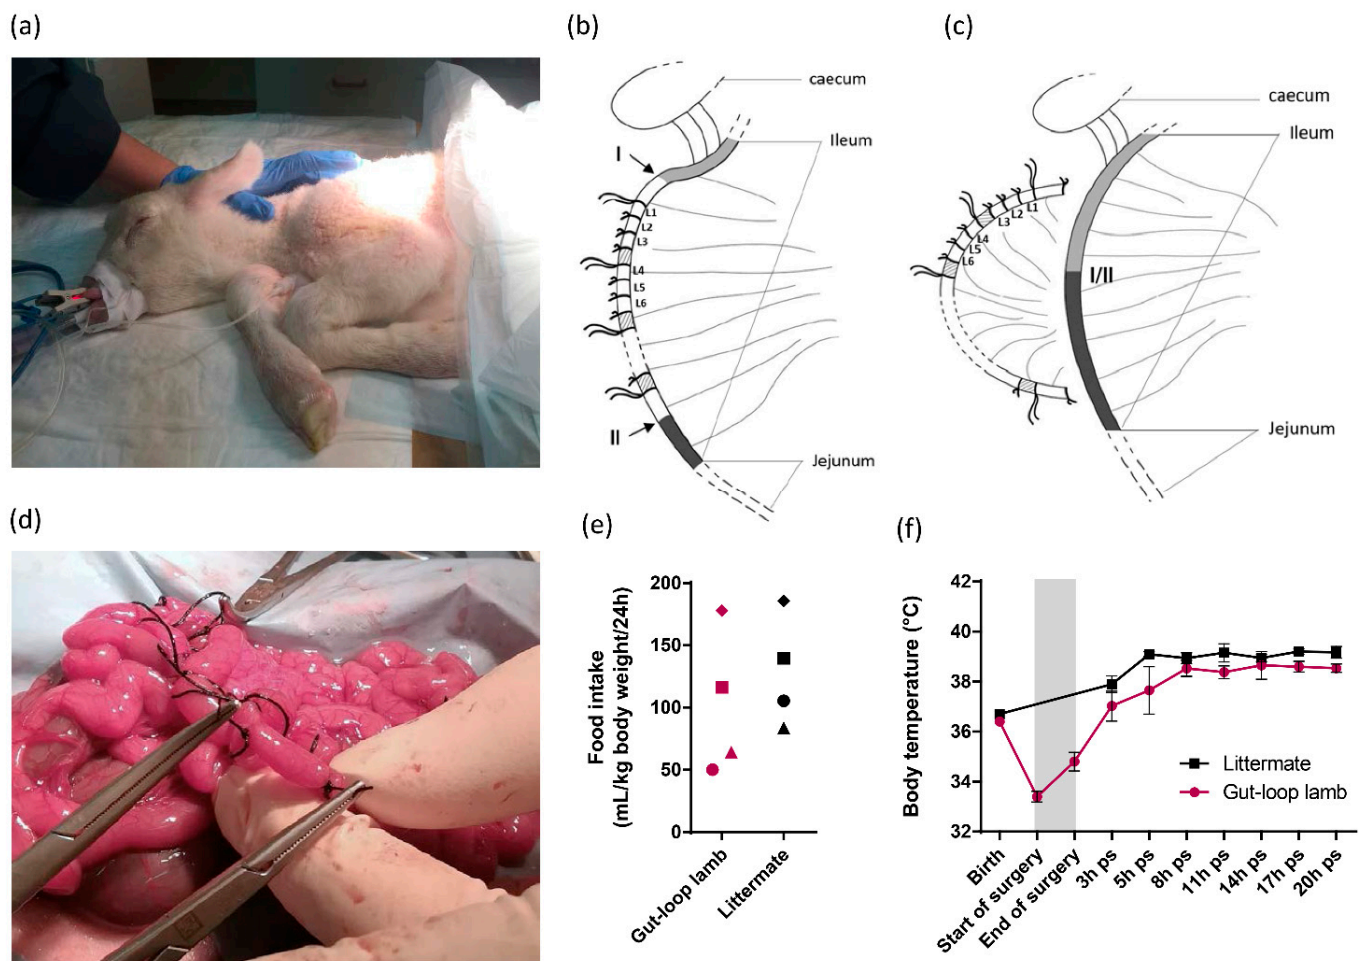 (a)
(b)
caecum
Ileum
I
L1
L2
L3
L4
L5
L6
II
Jejunum
(c)
caecum
Ileum
L1
L2
L3
L4
L5
L6
I/II
Jejunum
(d)
(e)
Food intake
(mL/kg body weight/24h)
200
150
100
50
0
Gut-loop lamb
Littermate
(f)
Body temperature (°C)
42
40
38
36
34
32
Littermate
Gut-loop lamb
Birth
Start of surgery
End of surgery
3h ps
5h ps
8h ps
11h ps
14h ps
17h ps
20h ps